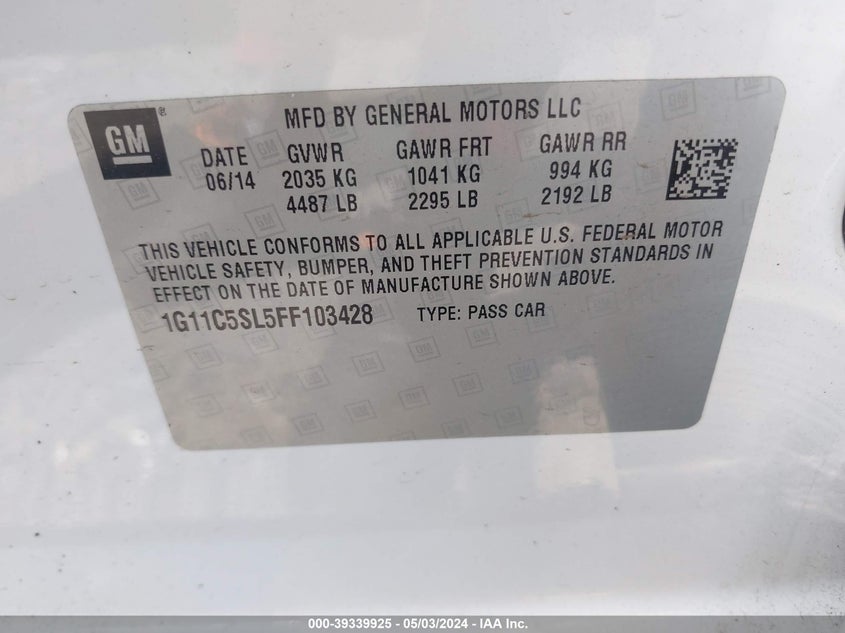 GM
MFD BY GENERAL MOTORS LLC
DATE GVWR GAWR FRT GAWR RR
06/14 2035 KG 1041 KG 994 KG
4487 LB 2295 LB 2192 LB
THIS VEHICLE CONFORMS TO ALL APPLICABLE U.S. FEDERAL MOTOR
VEHICLE SAFETY, BUMPER, AND THEFT PREVENTION STANDARDS IN
EFFECT ON THE DATE OF MANUFACTURE SHOWN ABOVE.
1G11C5SL5FF103428 TYPE: PASS CAR
000-39339925 - 05/03/2024 - IAA Inc.